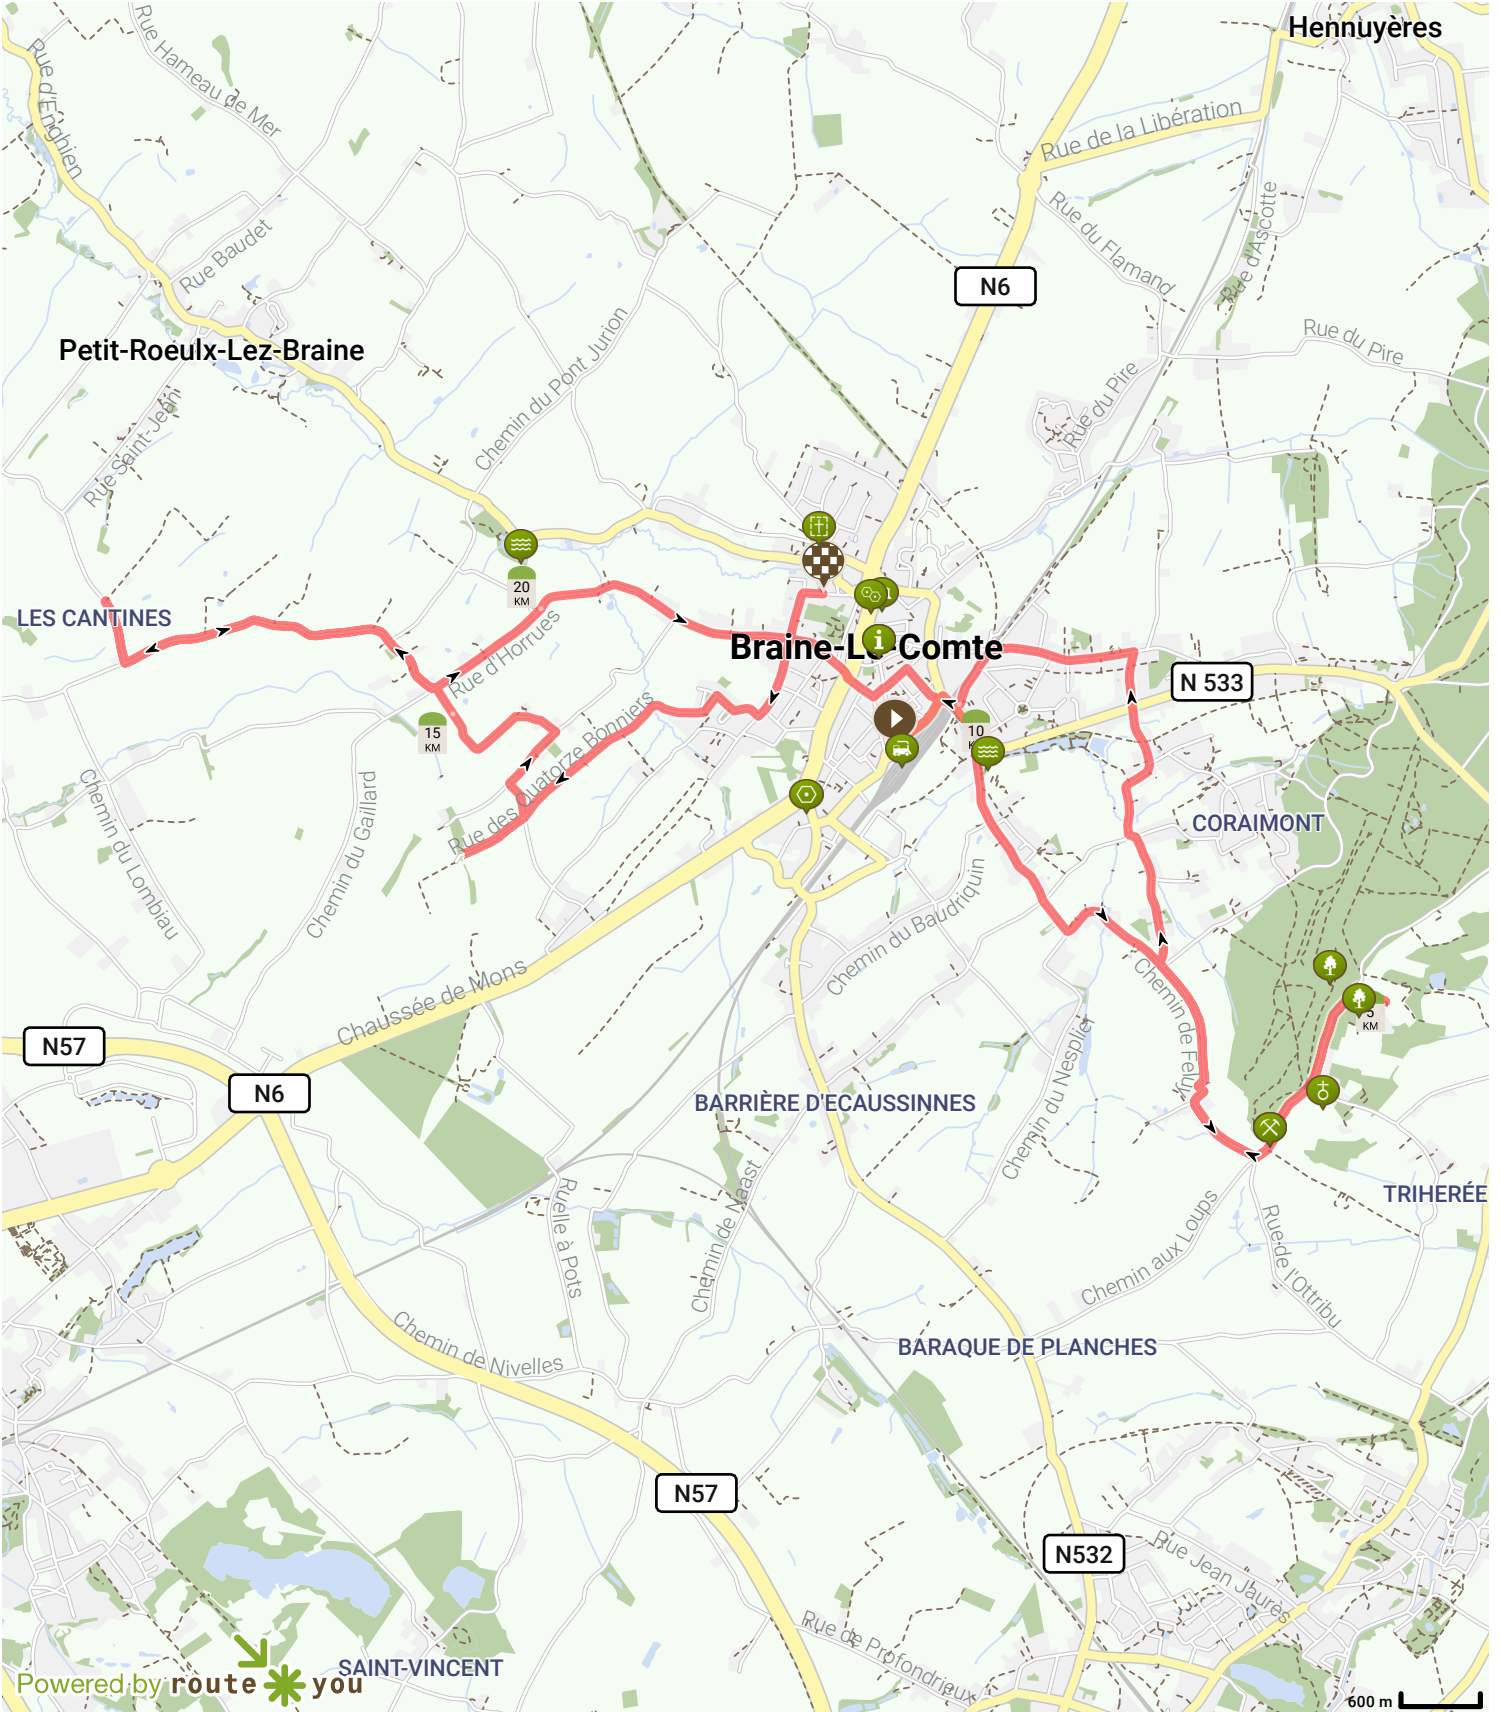 Hennuyères
Rue Hameau de Mer
Rue d'Enghien
Rue de la Libération
Rue Baudet
Rue du Flamand
Rue d'Ascotte
N6
Rue du Pire
Petit-Roeulx-Lez-Braine
Chemin du Pont Jurion
Rue du Pire
Rue Saint-Jean
20
KM
LES CANTINES
Braine-Le-Comte
Rue d'Horrues
N 533
15
KM
10
Rue des Quatorze Bonniers
Chemin du Gaillard
Chemin du Lombiau
CORAIMONT
Chemin du Baudriquin
Chaussée de Mons
Chemin de Feluy
5
KM
Chemin du Nesplier
N57
N6
BARRIÈRE D'ECAUSSINNES
TRIHERÉE
Ruelle à Pots
Chemin de Naast
Chemin aux Loups
Rue de l'Ottribu
Chemin de Nivelles
BARAQUE DE PLANCHES
N57
N532
Rue Jean Jaurès
Rue de Profondrieux
SAINT-VINCENT
Powered by routeyou
600 m